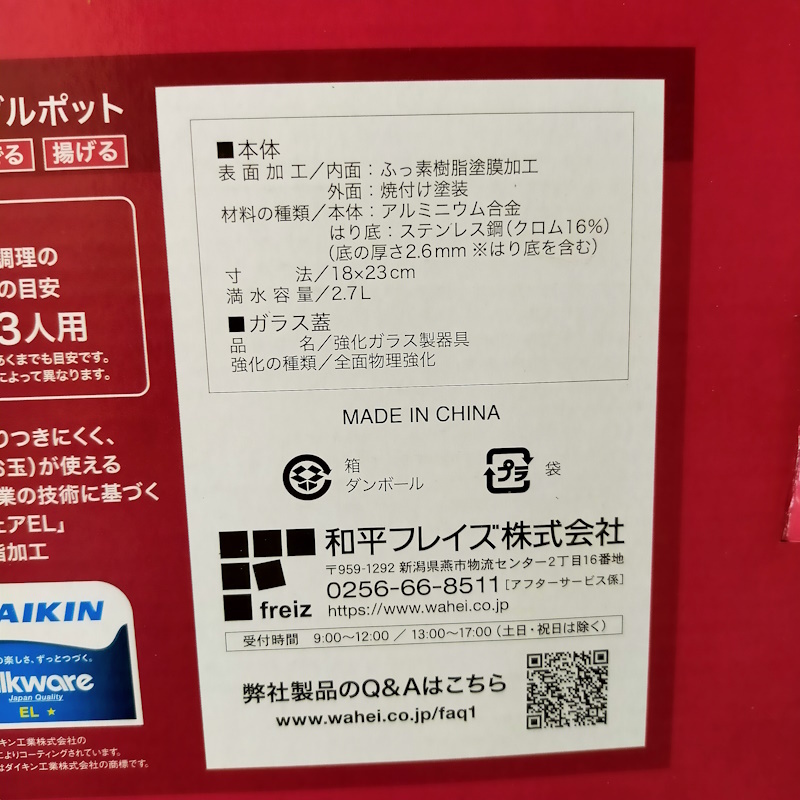 ルポット
揚げる
調理の
の目安
3人用
くまでも目安です。
によって異なります。
りつきにくく、
玉)が使える
業の技術に基づく
ェアEL」
脂加工
AIKIN
の楽しさ、ずっとつづく。
lkware
Japan Quality
EL ★
イキン工業株式会社の
によりコーティングされています。
はダイキン工業株式会社の商標です。
■本体
表面加工／内面：ふっ素樹脂塗膜加工
外面：焼付け塗装
材料の種類／本体：アルミニウム合金
はり底：ステンレス鋼（クロム16%）
（底の厚さ2.6mm ※はり底を含む）
寸法／18×23cm
満水容量／2.7L
■ガラス蓋
品名／強化ガラス製器具
強化の種類／全面物理強化
MADE IN CHINA
箱
ダンボール
プラ
袋
freiz
和平フレイズ株式会社
〒959-1292 新潟県燕市物流センター2丁目16番地
0256-66-8511［アフターサービス係］
https://www.wahei.co.jp
受付時間 9:00〜12:00 ／ 13:00〜17:00（土日・祝日は除く）
弊社製品のQ&Aはこちら
www.wahei.co.jp/faq1